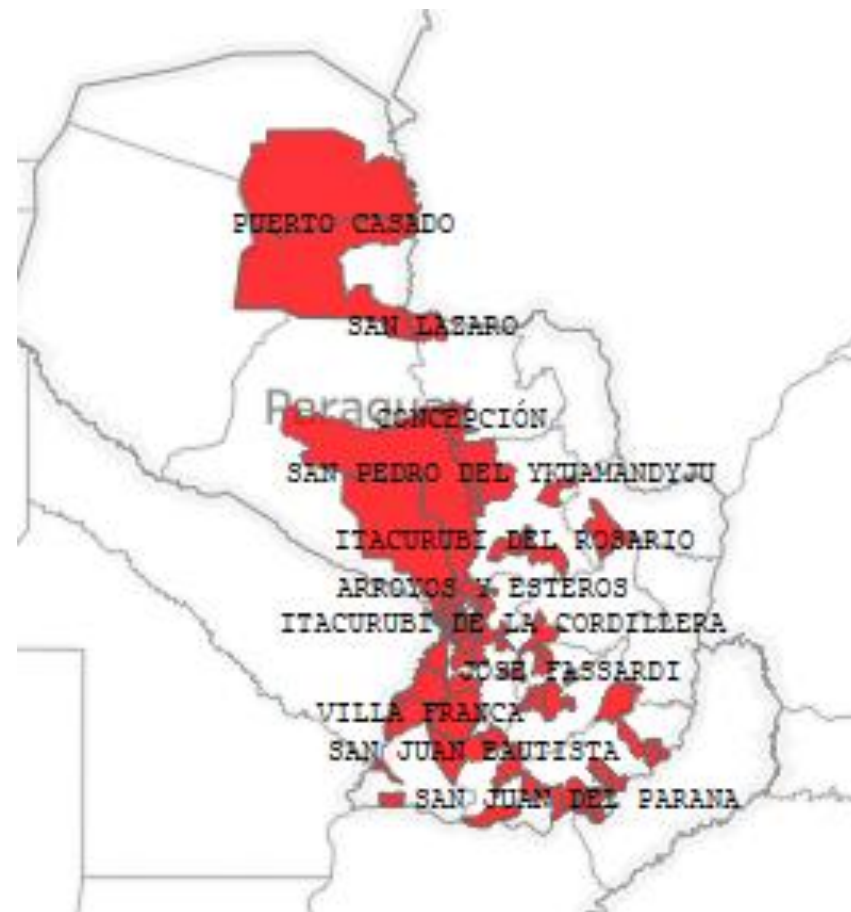 PUERTO CASADO
SAN LAZARO
Paraguay
CONCEPCIÓN
SAN PEDRO DEL YKUAMANDYJU
ITACURUBI DEL ROSARIO
ARROYOS Y ESTEROS
ITACURUBI DE LA CORDILLERA
JOSE FASSARDI
VILLA FRANCA
SAN JUAN BAUTISTA
SAN JUAN DEL PARANA